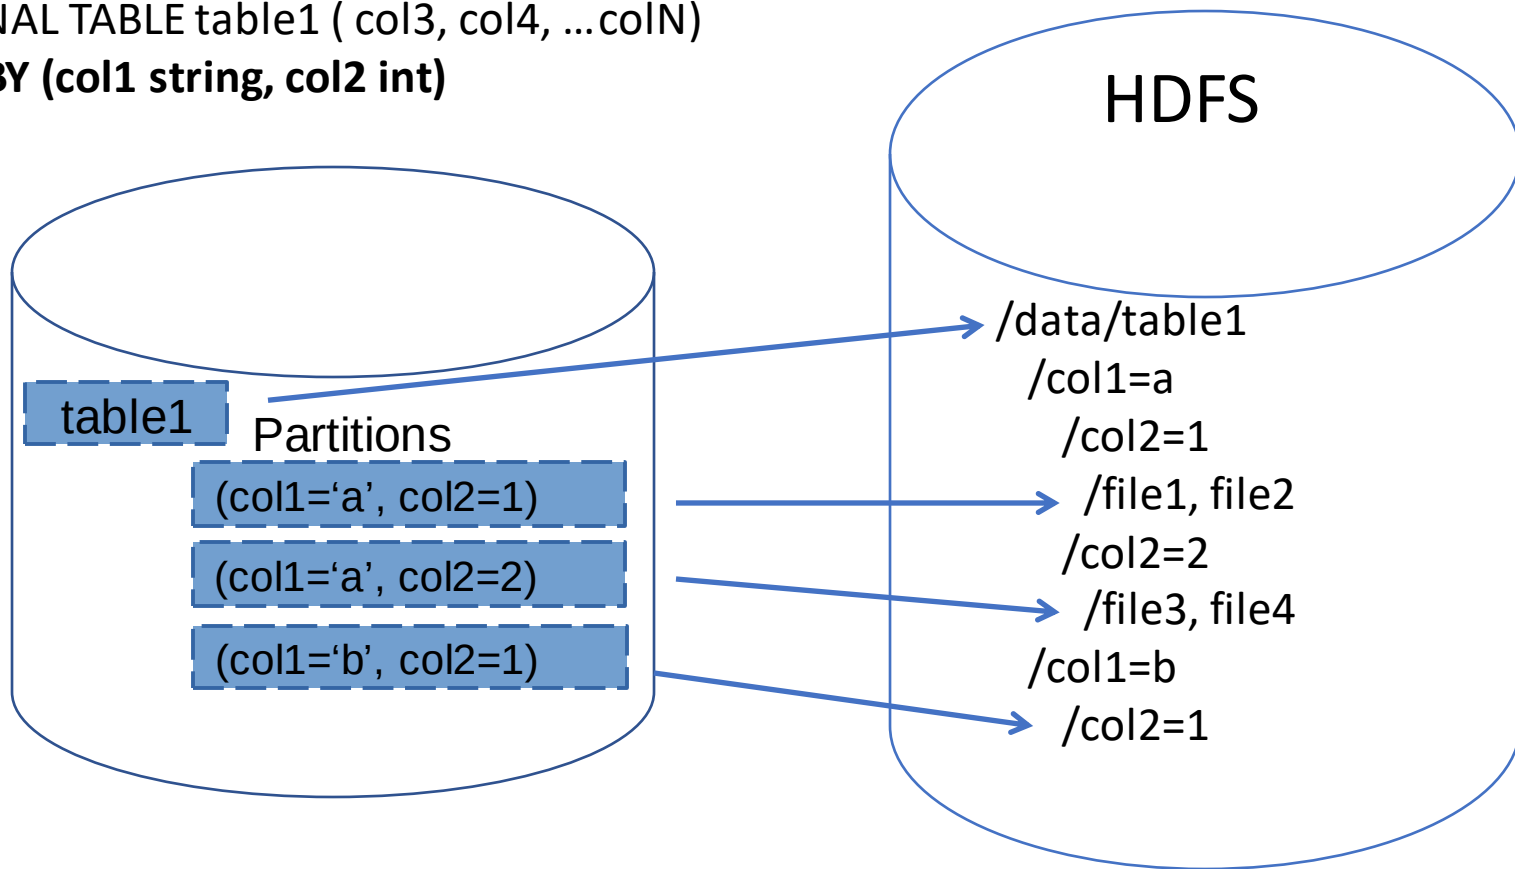 NAL TABLE table1 ( col3, col4, …colN)
BY (col1 string, col2 int)
HDFS
table1
Partitions
(col1=‘a’, col2=1)
(col1=‘a’, col2=2)
(col1=‘b’, col2=1)
/data/table1
/col1=a
/col2=1
/file1, file2
/col2=2
/file3, file4
/col1=b
/col2=1